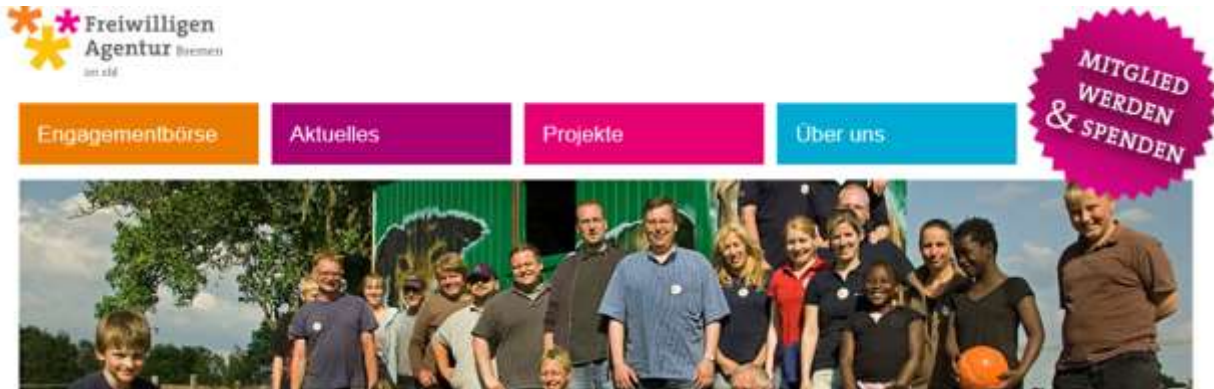 Freiwilligen
Agentur Bremen
Engagementbörse
Aktuelles
Projekte
Über uns
MITGLIED
WERDEN
& SPENDEN